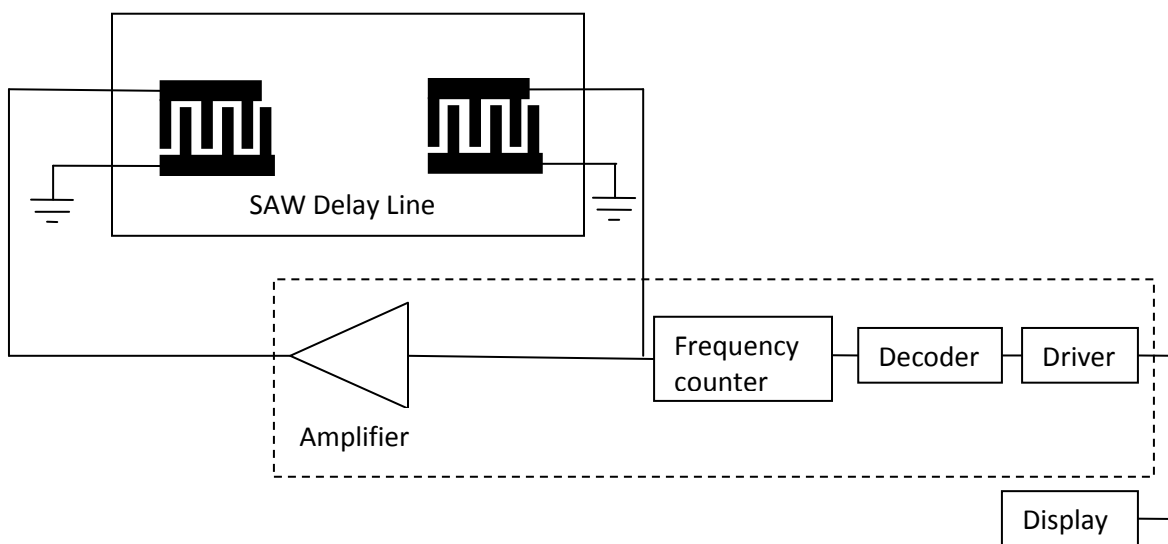 SAW Delay Line
Frequency
counter
Decoder
Driver
Amplifier
Display